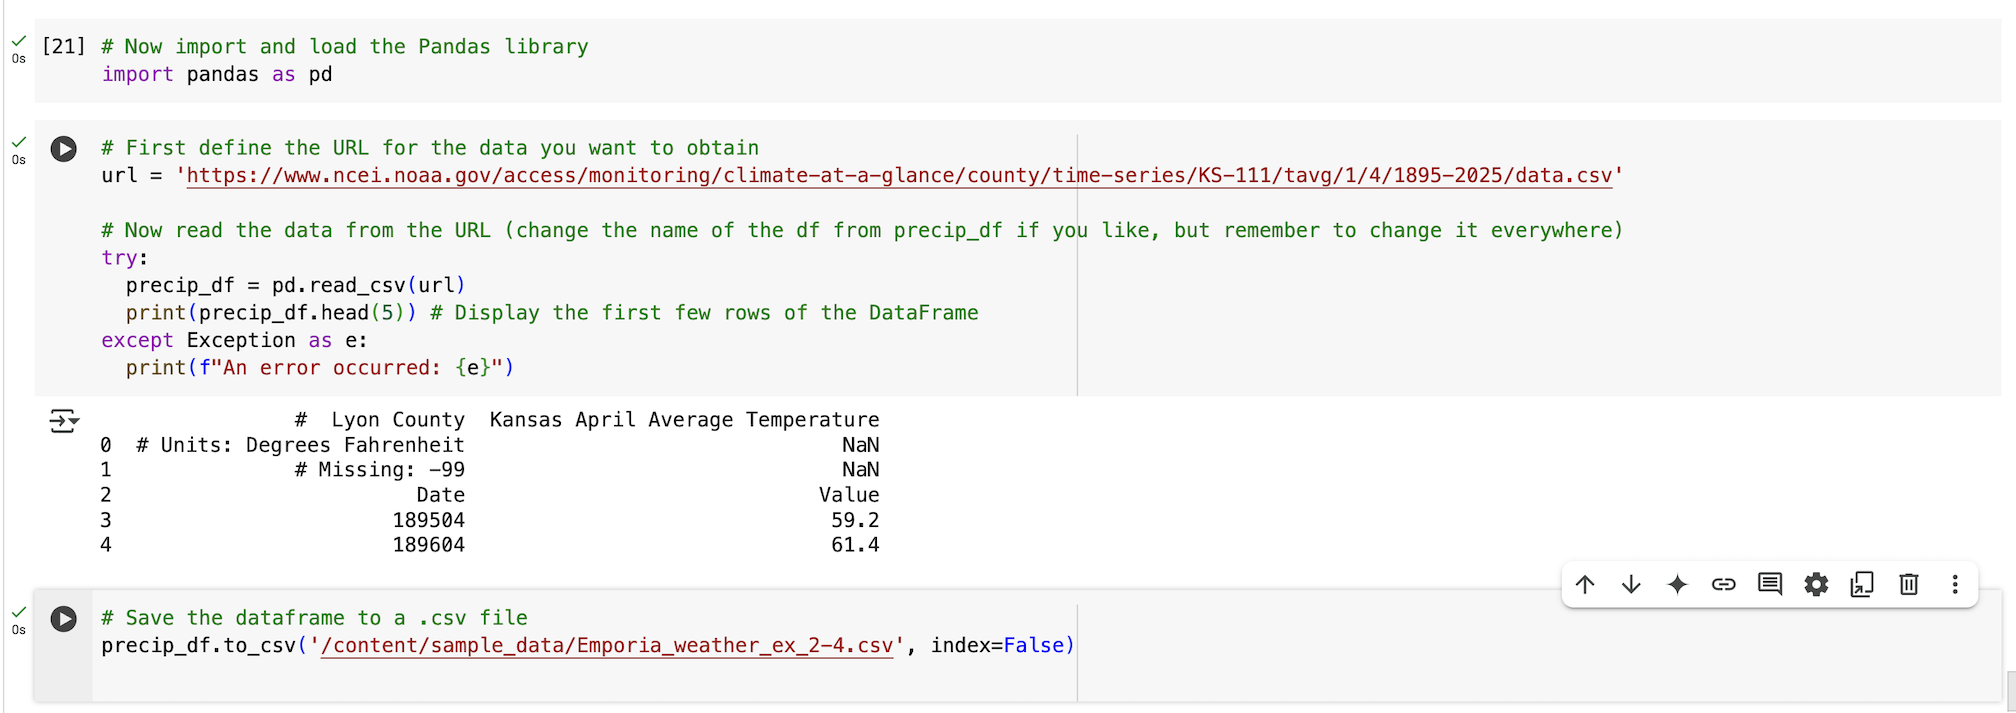 [21] # Now import and load the Pandas library
0s
import pandas as pd
# First define the URL for the data you want to obtain
0s
url = 'https://www.ncei.noaa.gov/access/monitoring/climate-at-a-glance/county/time-series/KS-111/tavg/1/4/1895-2025/data.csv'
# Now read the data from the URL (change the name of the df from precip_df if you like, but remember to change it everywhere)
try:
  precip_df = pd.read_csv(url)
  print(precip_df.head(5)) # Display the first few rows of the DataFrame
except Exception as e:
  print(f"An error occurred: {e}")
# Lyon County Kansas April Average Temperature
0 # Units: Degrees Fahrenheit NaN
1 # Missing: -99 NaN
2 Date Value
3 189504 59.2
4 189604 61.4
# Save the dataframe to a .csv file
0s
precip_df.to_csv('/content/sample_data/Emporia_weather_ex_2-4.csv', index=False)